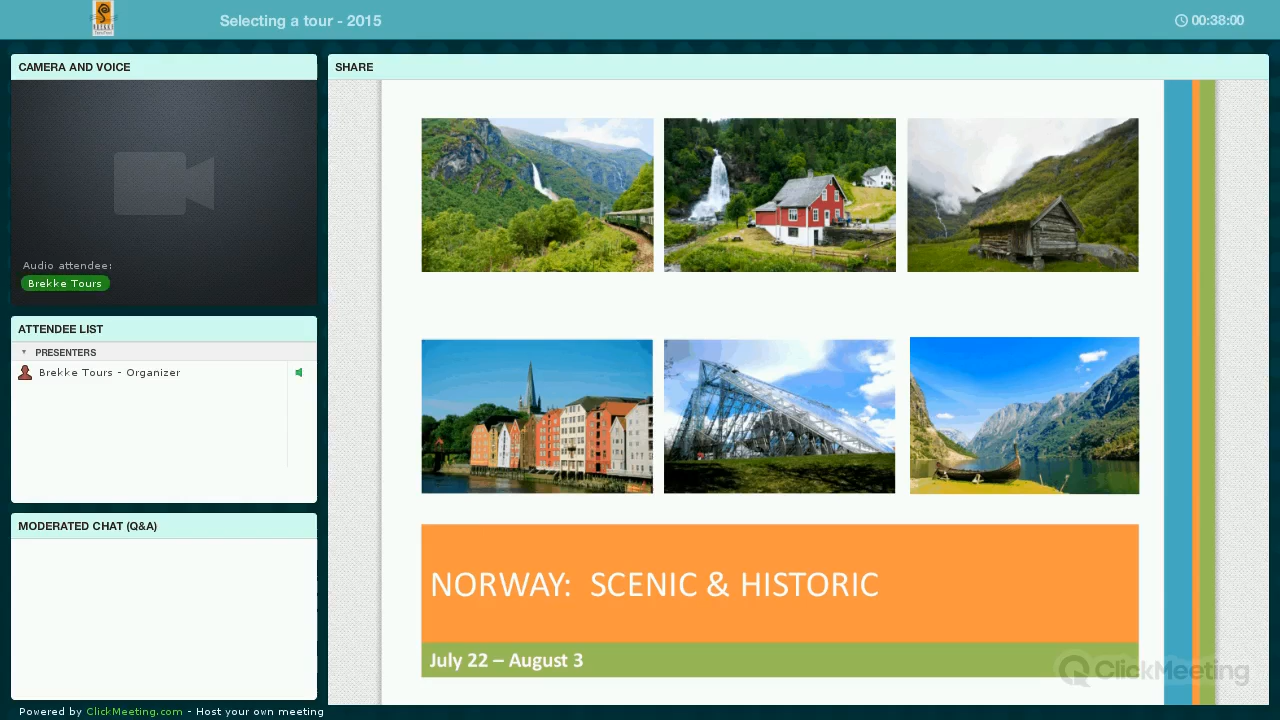 Selecting a tour - 2015
00:38:00
CAMERA AND VOICE
Audio attendee:
Brekke Tours
ATTENDEE LIST
PRESENTERS
Brekke Tours - Organizer
MODERATED CHAT (Q&A)
Powered by ClickMeeting.com - Host your own meeting
SHARE
NORWAY: SCENIC & HISTORIC
July 22 – August 3
ClickMeeting